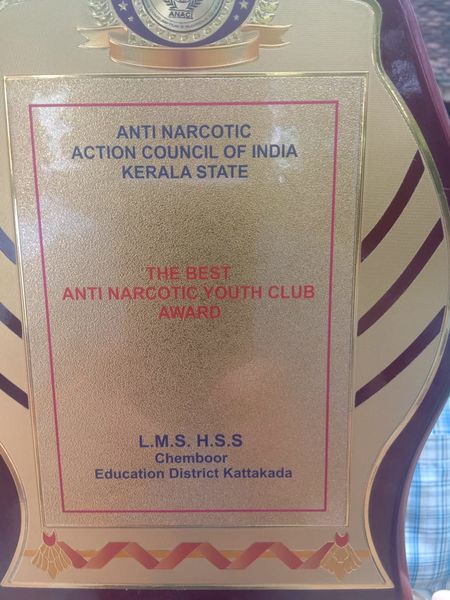 ANACI
ANTI NARCOTIC
ACTION COUNCIL OF INDIA
KERALA STATE
THE BEST
ANTI NARCOTIC YOUTH CLUB
AWARD
L.M.S. H.S.S
Chemboor
Education District Kattakada